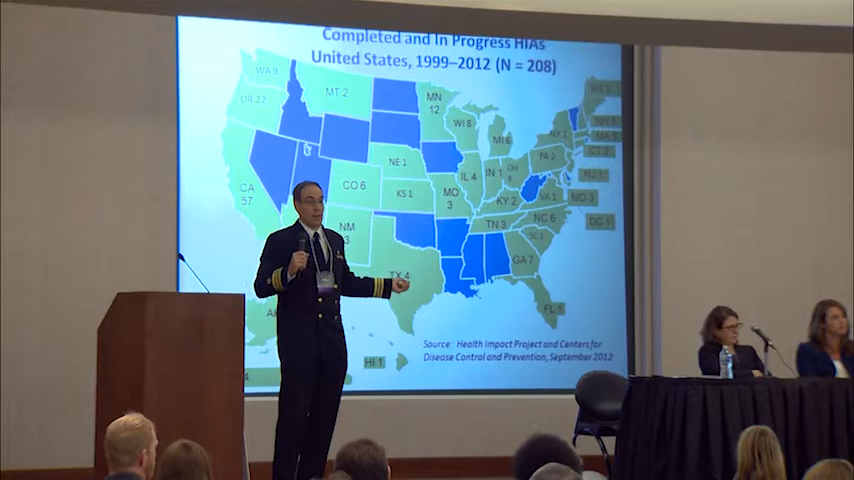 Completed and In Progress HIAs
United States, 1999–2012 (N = 208)
WA 9
MT 2
OR 22
MN
12
WI 8
MI 6
NY 1
PA 2
CT 2
NJ 1
MD 3
DC 1
CA
57
NE 1
IL 4
IN 1
OH
CO 6
KS 1
MO
3
KY 2
VA 1
NC 6
TN 3
NM
3
TX 4
GA 7
FL 1
HI 1
Source: Health Impact Project and Centers for
Disease Control and Prevention, September 2012